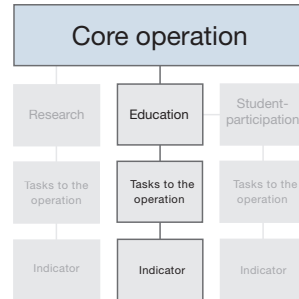 Core operation
Research
Education
Student-
participation
Tasks to the
operation
Tasks to the
operation
Tasks to the
operation
Indicator
Indicator
Indicator